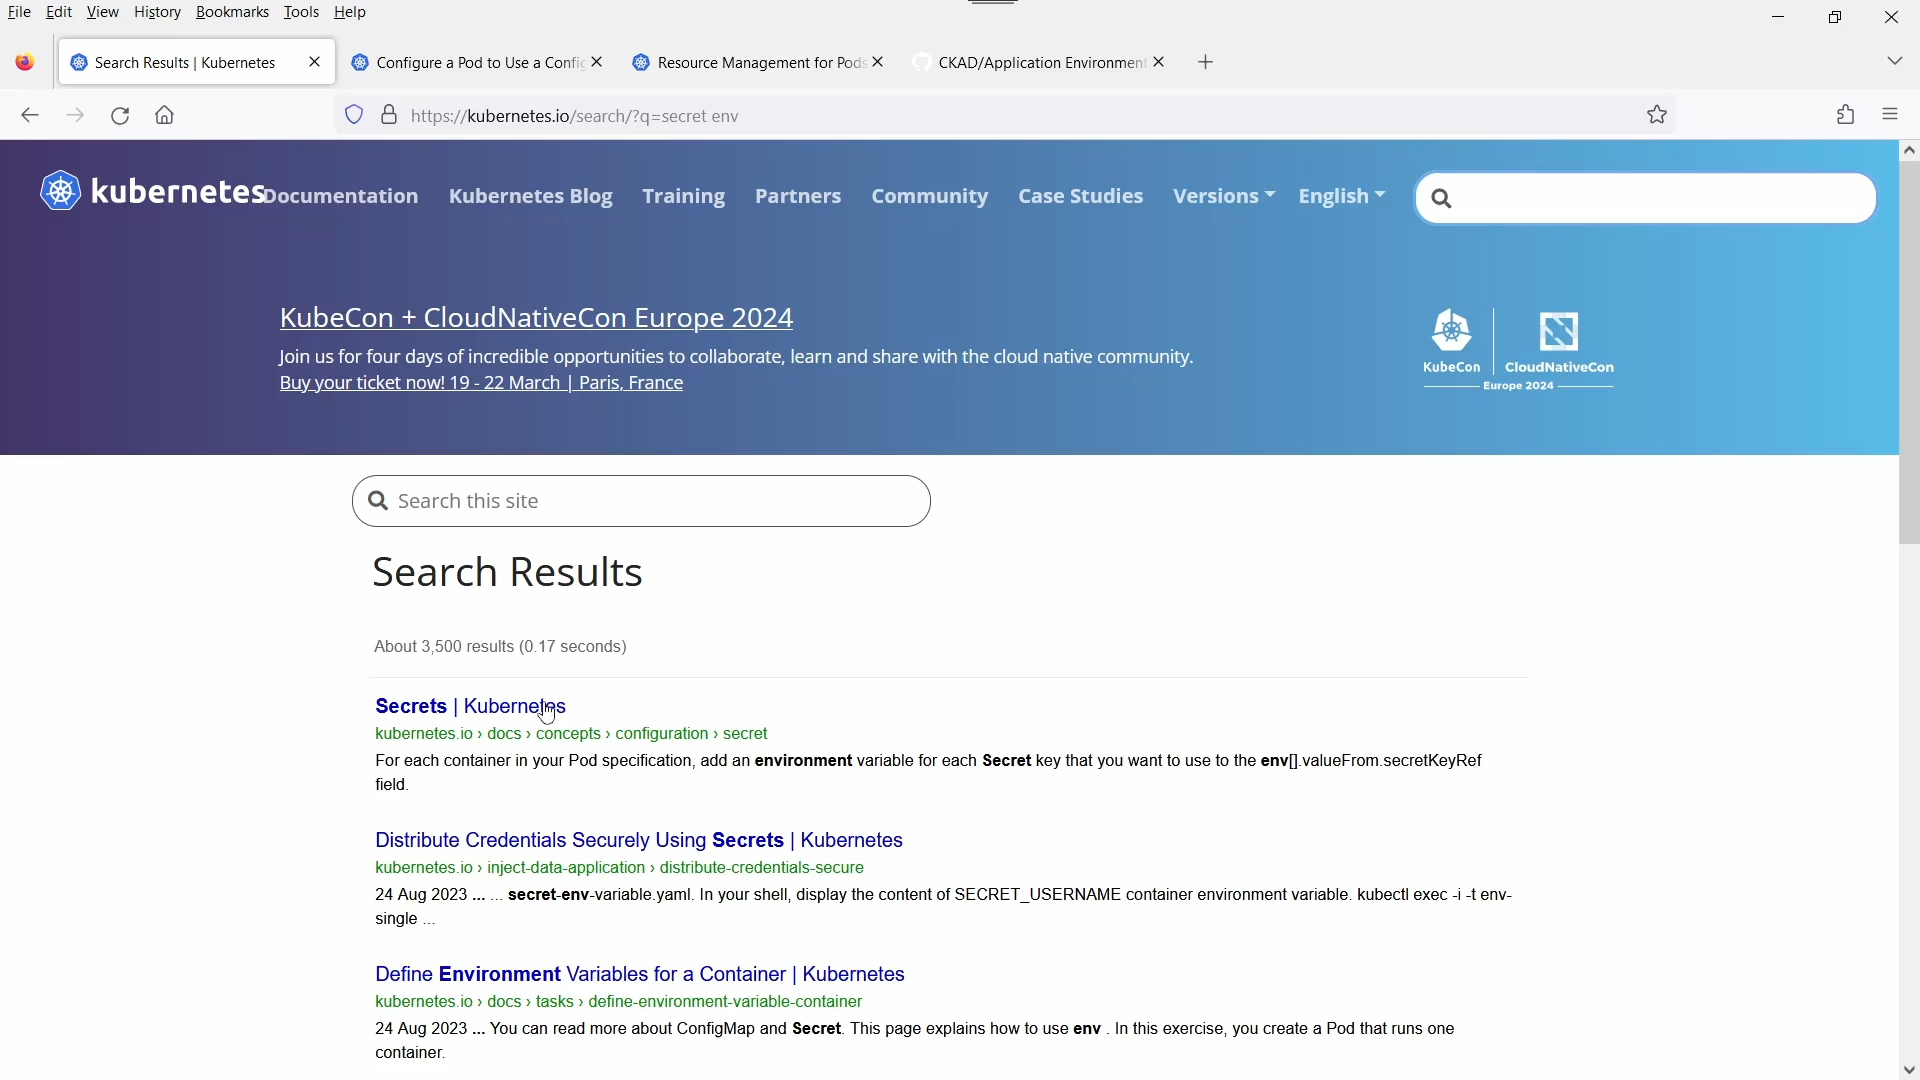 File Edit View History Bookmarks Tools Help
Search Results | Kubernetes
Configure a Pod to Use a Config
Resource Management for Pods
CKAD/Application Environment
https://kubernetes.io/search/?q=secret env
kubernetes
Documentation Kubernetes Blog Training Partners Community Case Studies Versions English
KubeCon + CloudNativeCon Europe 2024
Join us for four days of incredible opportunities to collaborate, learn and share with the cloud native community.
Buy your ticket now! 19 - 22 March | Paris, France
KubeCon CloudNativeCon
Europe 2024
Search this site
Search Results
About 3,500 results (0.17 seconds)
Secrets | Kubernetes
kubernetes.io › docs › concepts › configuration › secret
For each container in your Pod specification, add an environment variable for each Secret key that you want to use to the env[].valueFrom.secretKeyRef
field.
Distribute Credentials Securely Using Secrets | Kubernetes
kubernetes.io › inject-data-application › distribute-credentials-secure
24 Aug 2023 ... ... secret-env-variable.yaml. In your shell, display the content of SECRET_USERNAME container environment variable. kubectl exec -i -t env-
single ...
Define Environment Variables for a Container | Kubernetes
kubernetes.io › docs › tasks › define-environment-variable-container
24 Aug 2023 ... You can read more about ConfigMap and Secret. This page explains how to use env . In this exercise, you create a Pod that runs one
container.